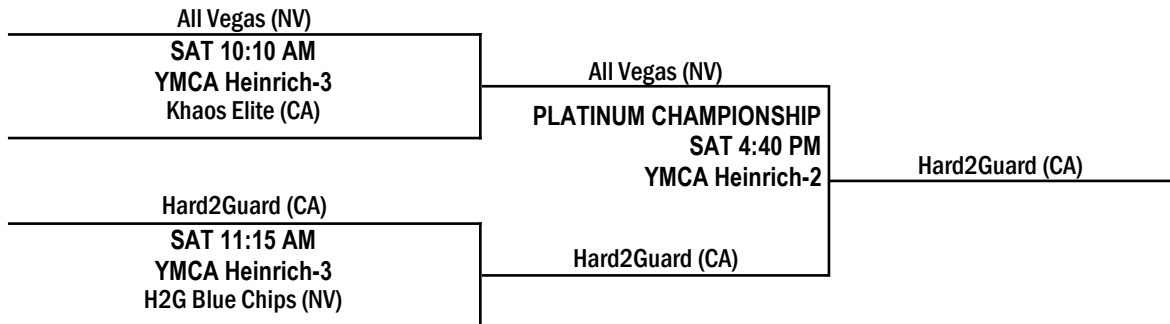 All Vegas (NV)
SAT 10:10 AM
YMCA Heinrich-3
Khaos Elite (CA)
All Vegas (NV)
PLATINUM CHAMPIONSHIP
SAT 4:40 PM
YMCA Heinrich-2
Hard2Guard (CA)
Hard2Guard (CA)
SAT 11:15 AM
YMCA Heinrich-3
H2G Blue Chips (NV)
Hard2Guard (CA)